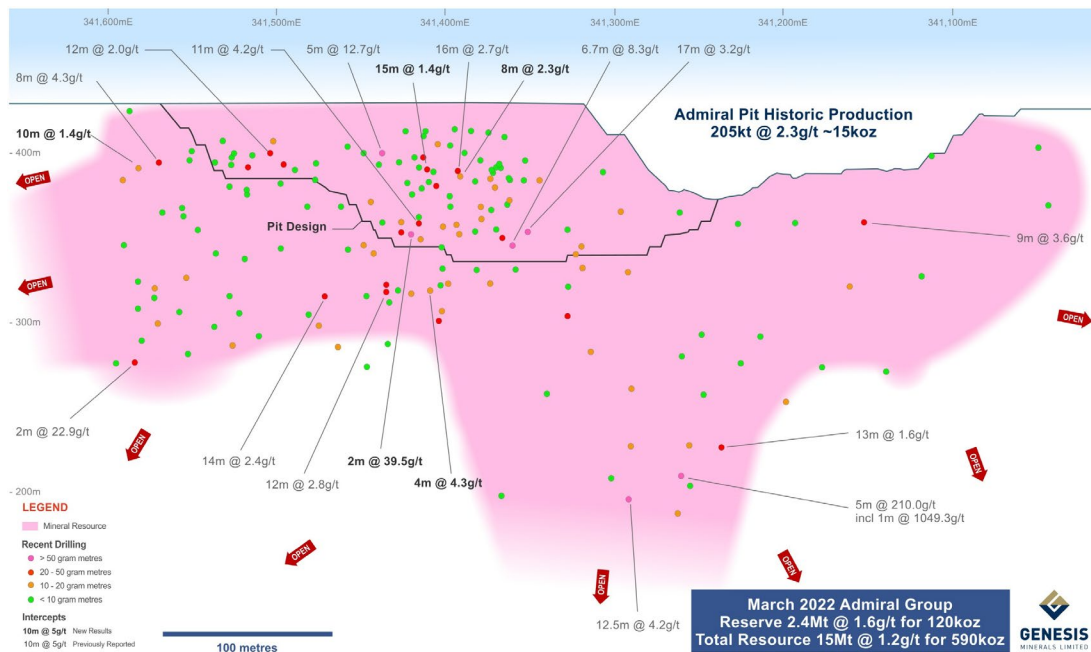 341,600mE
341,500mE
341,400mE
341,300mE
341,200mE
341,100mE
12m @ 2.0g/t
11m @ 4.2g/t
5m @ 12.7g/t
16m @ 2.7g/t
6.7m @ 8.3g/t
17m @ 3.2g/t
8m @ 4.3g/t
15m @ 1.4g/t
8m @ 2.3g/t
10m @ 1.4g/t
Admiral Pit Historic Production
205kt @ 2.3g/t ~15koz
- 400m
OPEN
Pit Design
9m @ 3.6g/t
OPEN
- 300m
OPEN
2m @ 22.9g/t
OPEN
14m @ 2.4g/t
12m @ 2.8g/t
2m @ 39.5g/t
4m @ 4.3g/t
13m @ 1.6g/t
OPEN
- 200m
5m @ 210.0g/t
incl 1m @ 1049.3g/t
LEGEND
Mineral Resource
Recent Drilling
> 50 gram metres
20 - 50 gram metres
10 - 20 gram metres
< 10 gram metres
Intercepts
10m @ 5g/t New Results
10m @ 5g/t Previously Reported
OPEN
OPEN
OPEN
12.5m @ 4.2g/t
100 metres
March 2022 Admiral Group
Reserve 2.4Mt @ 1.6g/t for 120koz
Total Resource 15Mt @ 1.2g/t for 590koz
GENESIS
MINERALS LIMITED